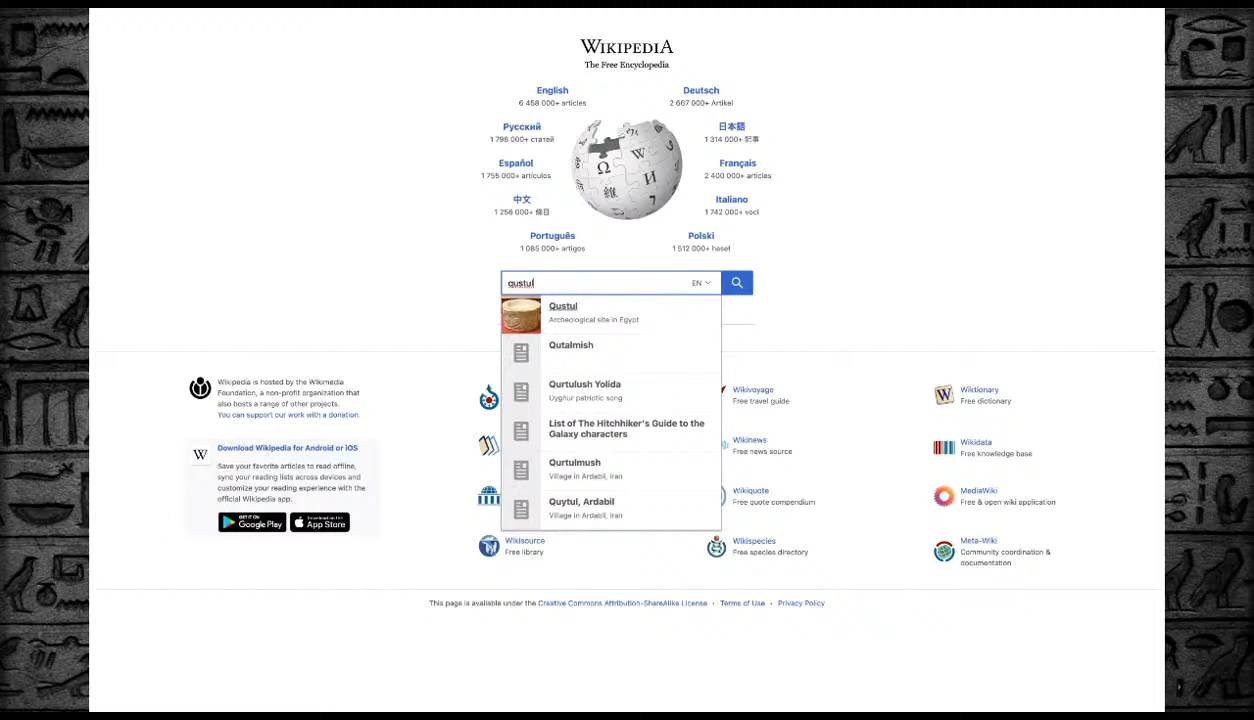 WIKIPEDIA
The Free Encyclopedia
English
6 458 000+ articles
Deutsch
2 667 000+ Artikel
Русский
1 798 000+ статей
日本語
1 314 000+ 記事
Español
1 755 000+ artículos
Français
2 400 000+ articles
中文
1 256 000+ 條目
Italiano
1 742 000+ voci
Português
1 085 000+ artigos
Polski
1 512 000+ haseł
qustul
EN
Qustul
Archeological site in Egypt
Qutalmish
Qurtulush Yolida
Uyghur patriotic song
List of The Hitchhiker's Guide to the
Galaxy characters
Qurtulmush
Village in Ardabil, Iran
Quytul, Ardabil
Village in Ardabil, Iran
Wikipedia is hosted by the Wikimedia
Foundation, a non-profit organization that
also hosts a range of other projects.
You can support our work with a donation.
Download Wikipedia for Android or iOS
Save your favorite articles to read offline,
sync your reading lists across devices and
customize your reading experience with the
official Wikipedia app.
GET IT ON
Google Play
Download on the
App Store
Wikivoyage
Free travel guide
Wiktionary
Free dictionary
Wikinews
Free news source
Wikidata
Free knowledge base
Wikiquote
Free quote compendium
MediaWiki
Free & open wiki application
Wikisource
Free library
Wikispecies
Free species directory
Meta-Wiki
Community coordination &
documentation
This page is available under the Creative Commons Attribution-ShareAlike License • Terms of Use • Privacy Policy